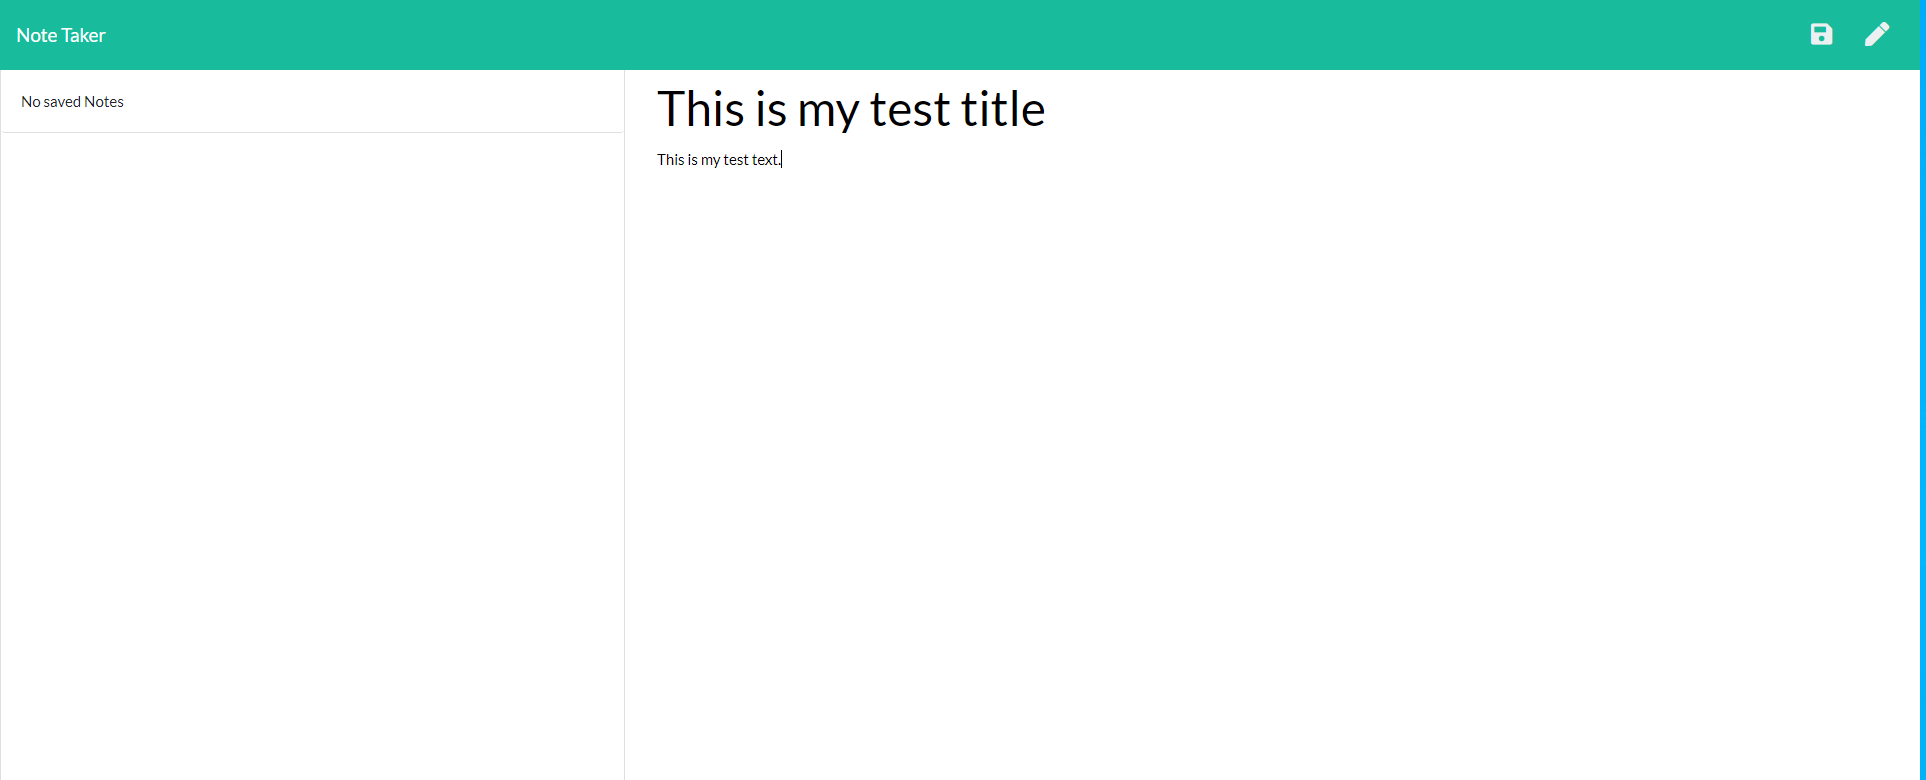 Note Taker
No saved Notes
This is my test title
This is my test text.